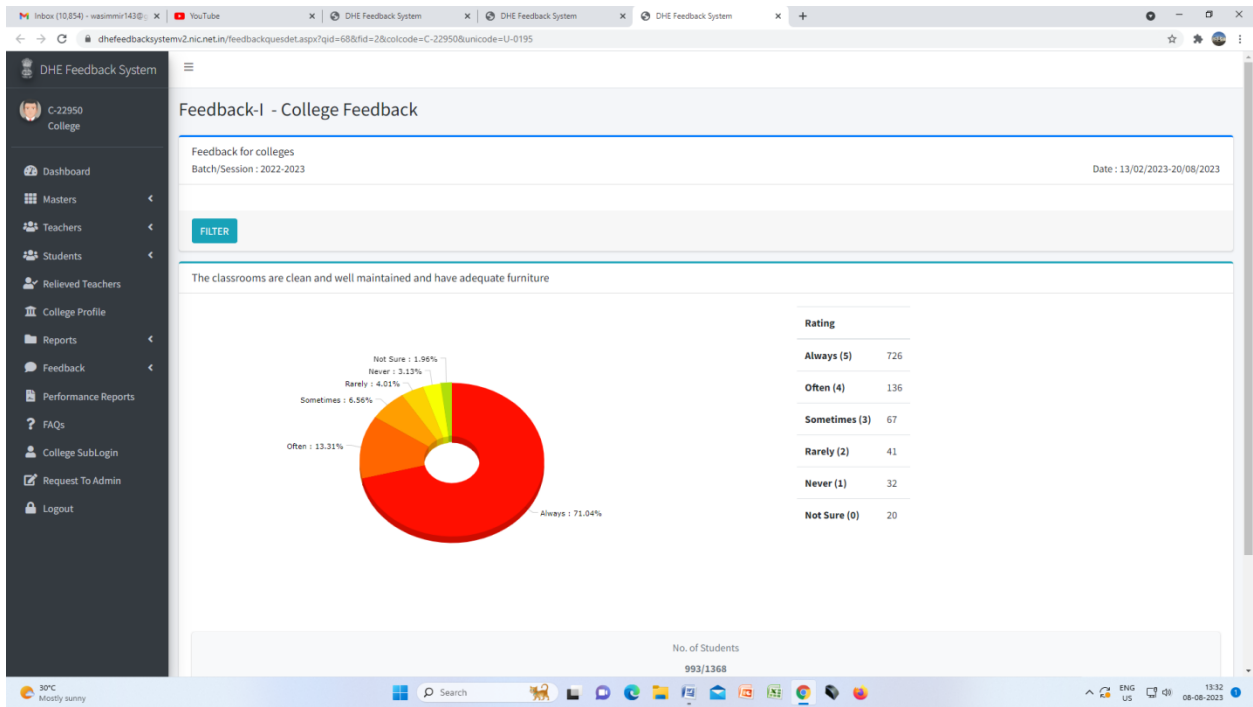 Inbox (10,854) - wasimmir143@g
YouTube
DHE Feedback System
DHE Feedback System
DHE Feedback System
dhefeedbacksystemv2.nic.net.in/feedbackquesdet.aspx?qid=68&fid=2&colcode=C-22950&unicode=U-0195
DHE Feedback System
C-22950
College
Dashboard
Masters
Teachers
Students
Relieved Teachers
College Profile
Reports
Feedback
Performance Reports
FAQs
College SubLogin
Request To Admin
Logout
Feedback-I - College Feedback
Feedback for colleges
Batch/Session : 2022-2023
Date : 13/02/2023-20/08/2023
FILTER
The classrooms are clean and well maintained and have adequate furniture
Not Sure : 1.96%
Never : 3.13%
Rarely : 4.01%
Sometimes : 6.56%
Often : 13.31%
Always : 71.04%
Rating
Always (5) 726
Often (4) 136
Sometimes (3) 67
Rarely (2) 41
Never (1) 32
Not Sure (0) 20
No. of Students
993/1368
30°C
Mostly sunny
Search
ENG
US
13:32
08-08-2023
1